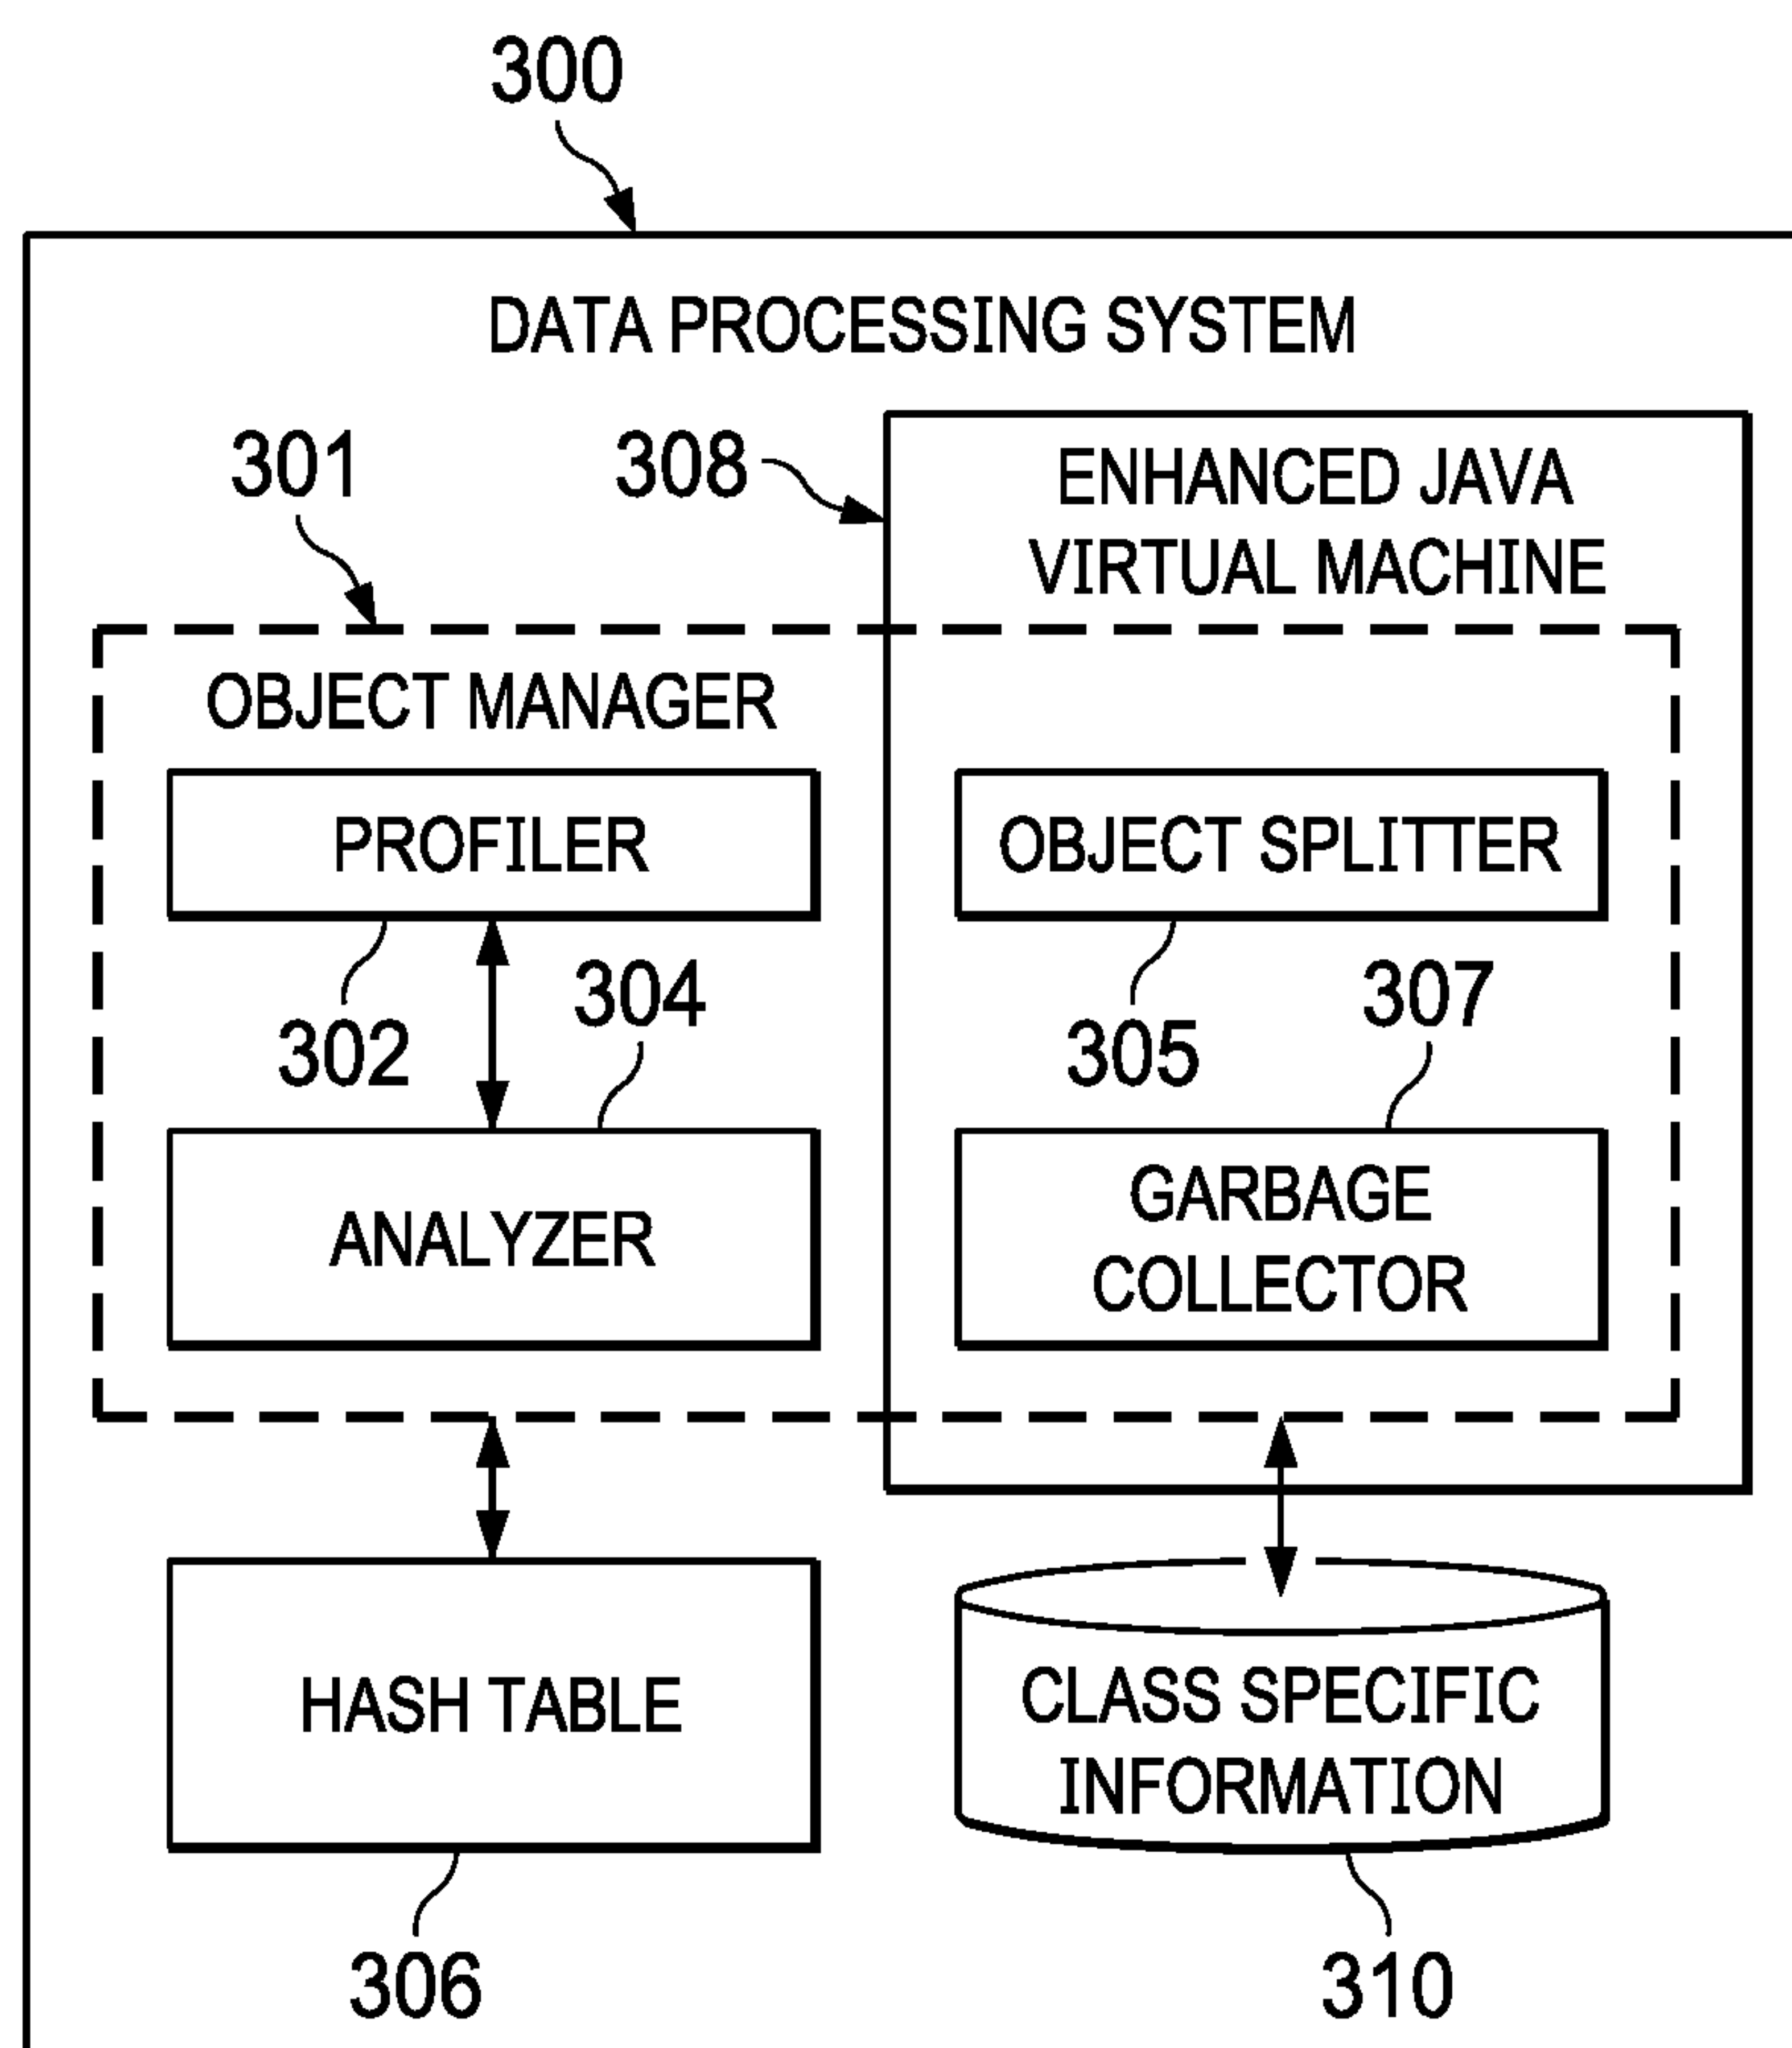 300
DATA PROCESSING SYSTEM
301
308
ENHANCED JAVA
VIRTUAL MACHINE
OBJECT MANAGER
PROFILER
OBJECT SPLITTER
302
304
305
307
ANALYZER
GARBAGE
COLLECTOR
HASH TABLE
CLASS SPECIFIC
INFORMATION
306
310